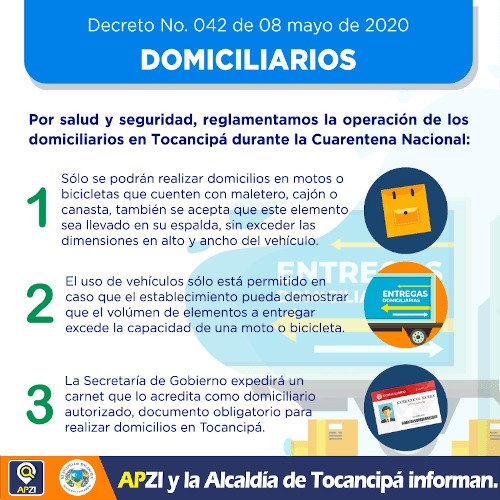 Decreto No. 042 de 08 mayo de 2020
DOMICILIARIOS
Por salud y seguridad, reglamentamos la operación de los
domiciliarios en Tocancipá durante la Cuarentena Nacional:
1
Sólo se podrán realizar domicilios en motos o
bicicletas que cuenten con maletero, cajón o
canasta, también se acepta que este elemento
sea llevado en su espalda, sin exceder las
dimensiones en alto y ancho del vehículo.
ENTREGAS
2
El uso de vehículos sólo está permitido en
caso que el establecimiento pueda demostrar
que el volúmen de elementos a entregar
excede la capacidad de una moto o bicicleta.
ENTREGAS
DOMICILIARIAS
3
La Secretaría de Gobierno expedirá un
carnet que lo acredita como domiciliario
autorizado, documento obligatorio para
realizar domicilios en Tocancipá.
XXXXXXXXX XXXX
APZI
APZI y la Alcaldía de Tocancipá informan.